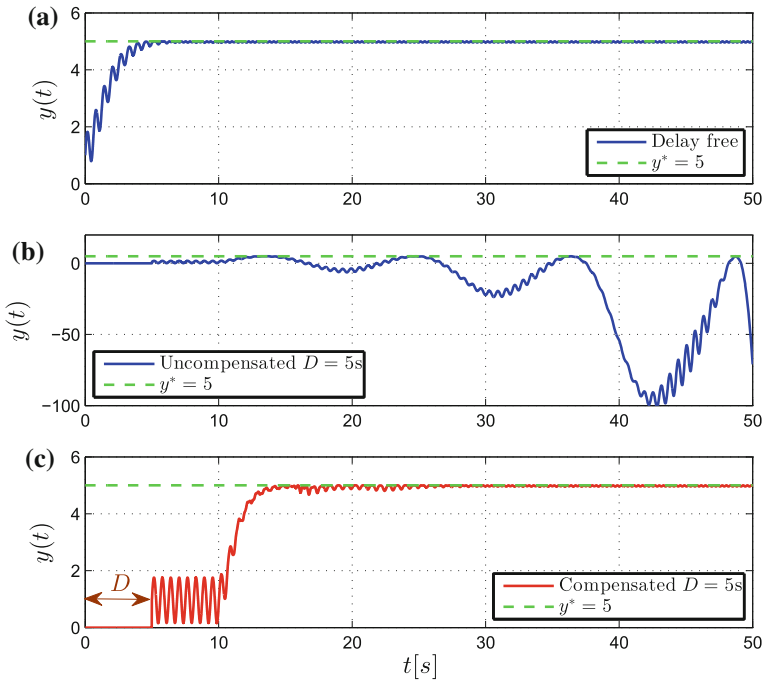 (a)
6
4
2
0
y(t)
Delay free
y* = 5
0 10 20 30 40 50
(b)
0
−50
−100
y(t)
Uncompensated D = 5s
y* = 5
0 10 20 30 40 50
(c)
6
4
2
0
y(t)
D
Compensated D = 5s
y* = 5
0 10 20 30 40 50
t[s]